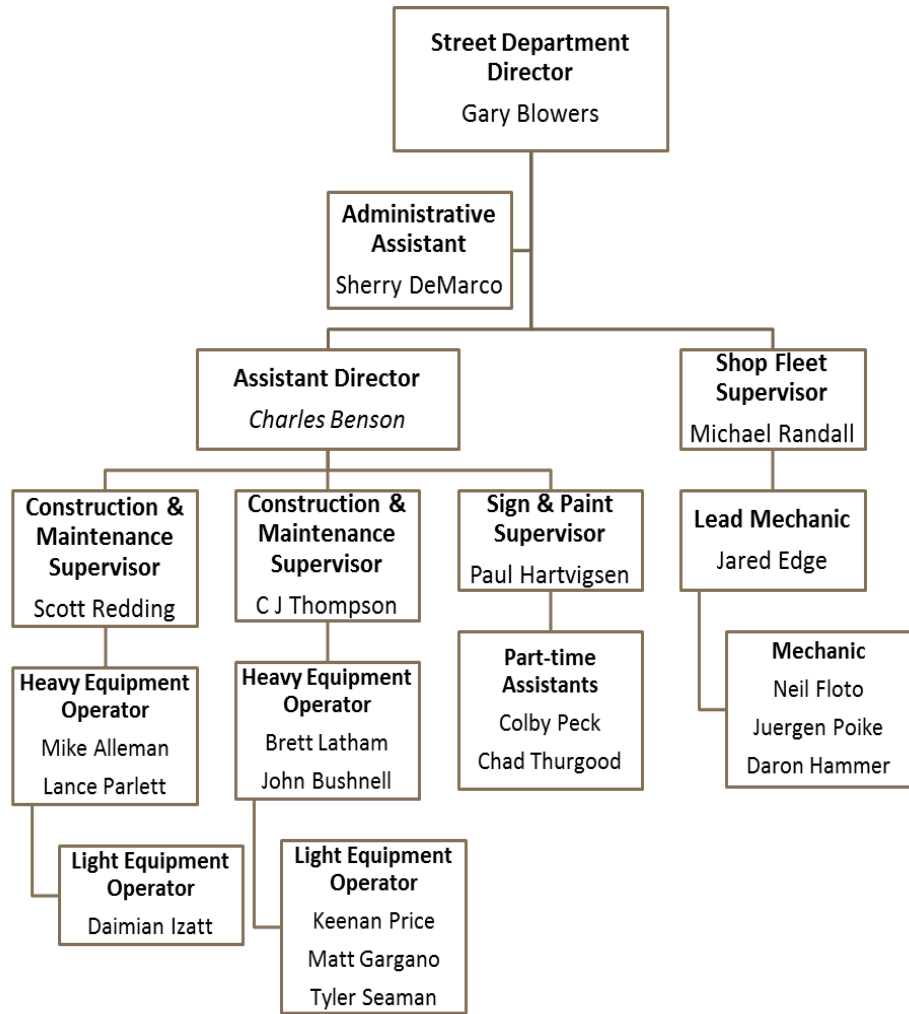 Street Department
Director
Gary Blowers
Administrative
Assistant
Sherry DeMarco
Assistant Director
Charles Benson
Shop Fleet
Supervisor
Michael Randall
Construction &
Maintenance
Supervisor
Scott Redding
Construction &
Maintenance
Supervisor
C J Thompson
Sign & Paint
Supervisor
Paul Hartvigsen
Lead Mechanic
Jared Edge
Heavy Equipment
Operator
Mike Alleman
Lance Parlett
Heavy Equipment
Operator
Brett Latham
John Bushnell
Part-time
Assistants
Colby Peck
Chad Thurgood
Mechanic
Neil Floto
Juergen Poike
Daron Hammer
Light Equipment
Operator
Daimian Izatt
Light Equipment
Operator
Keenan Price
Matt Gargano
Tyler Seaman